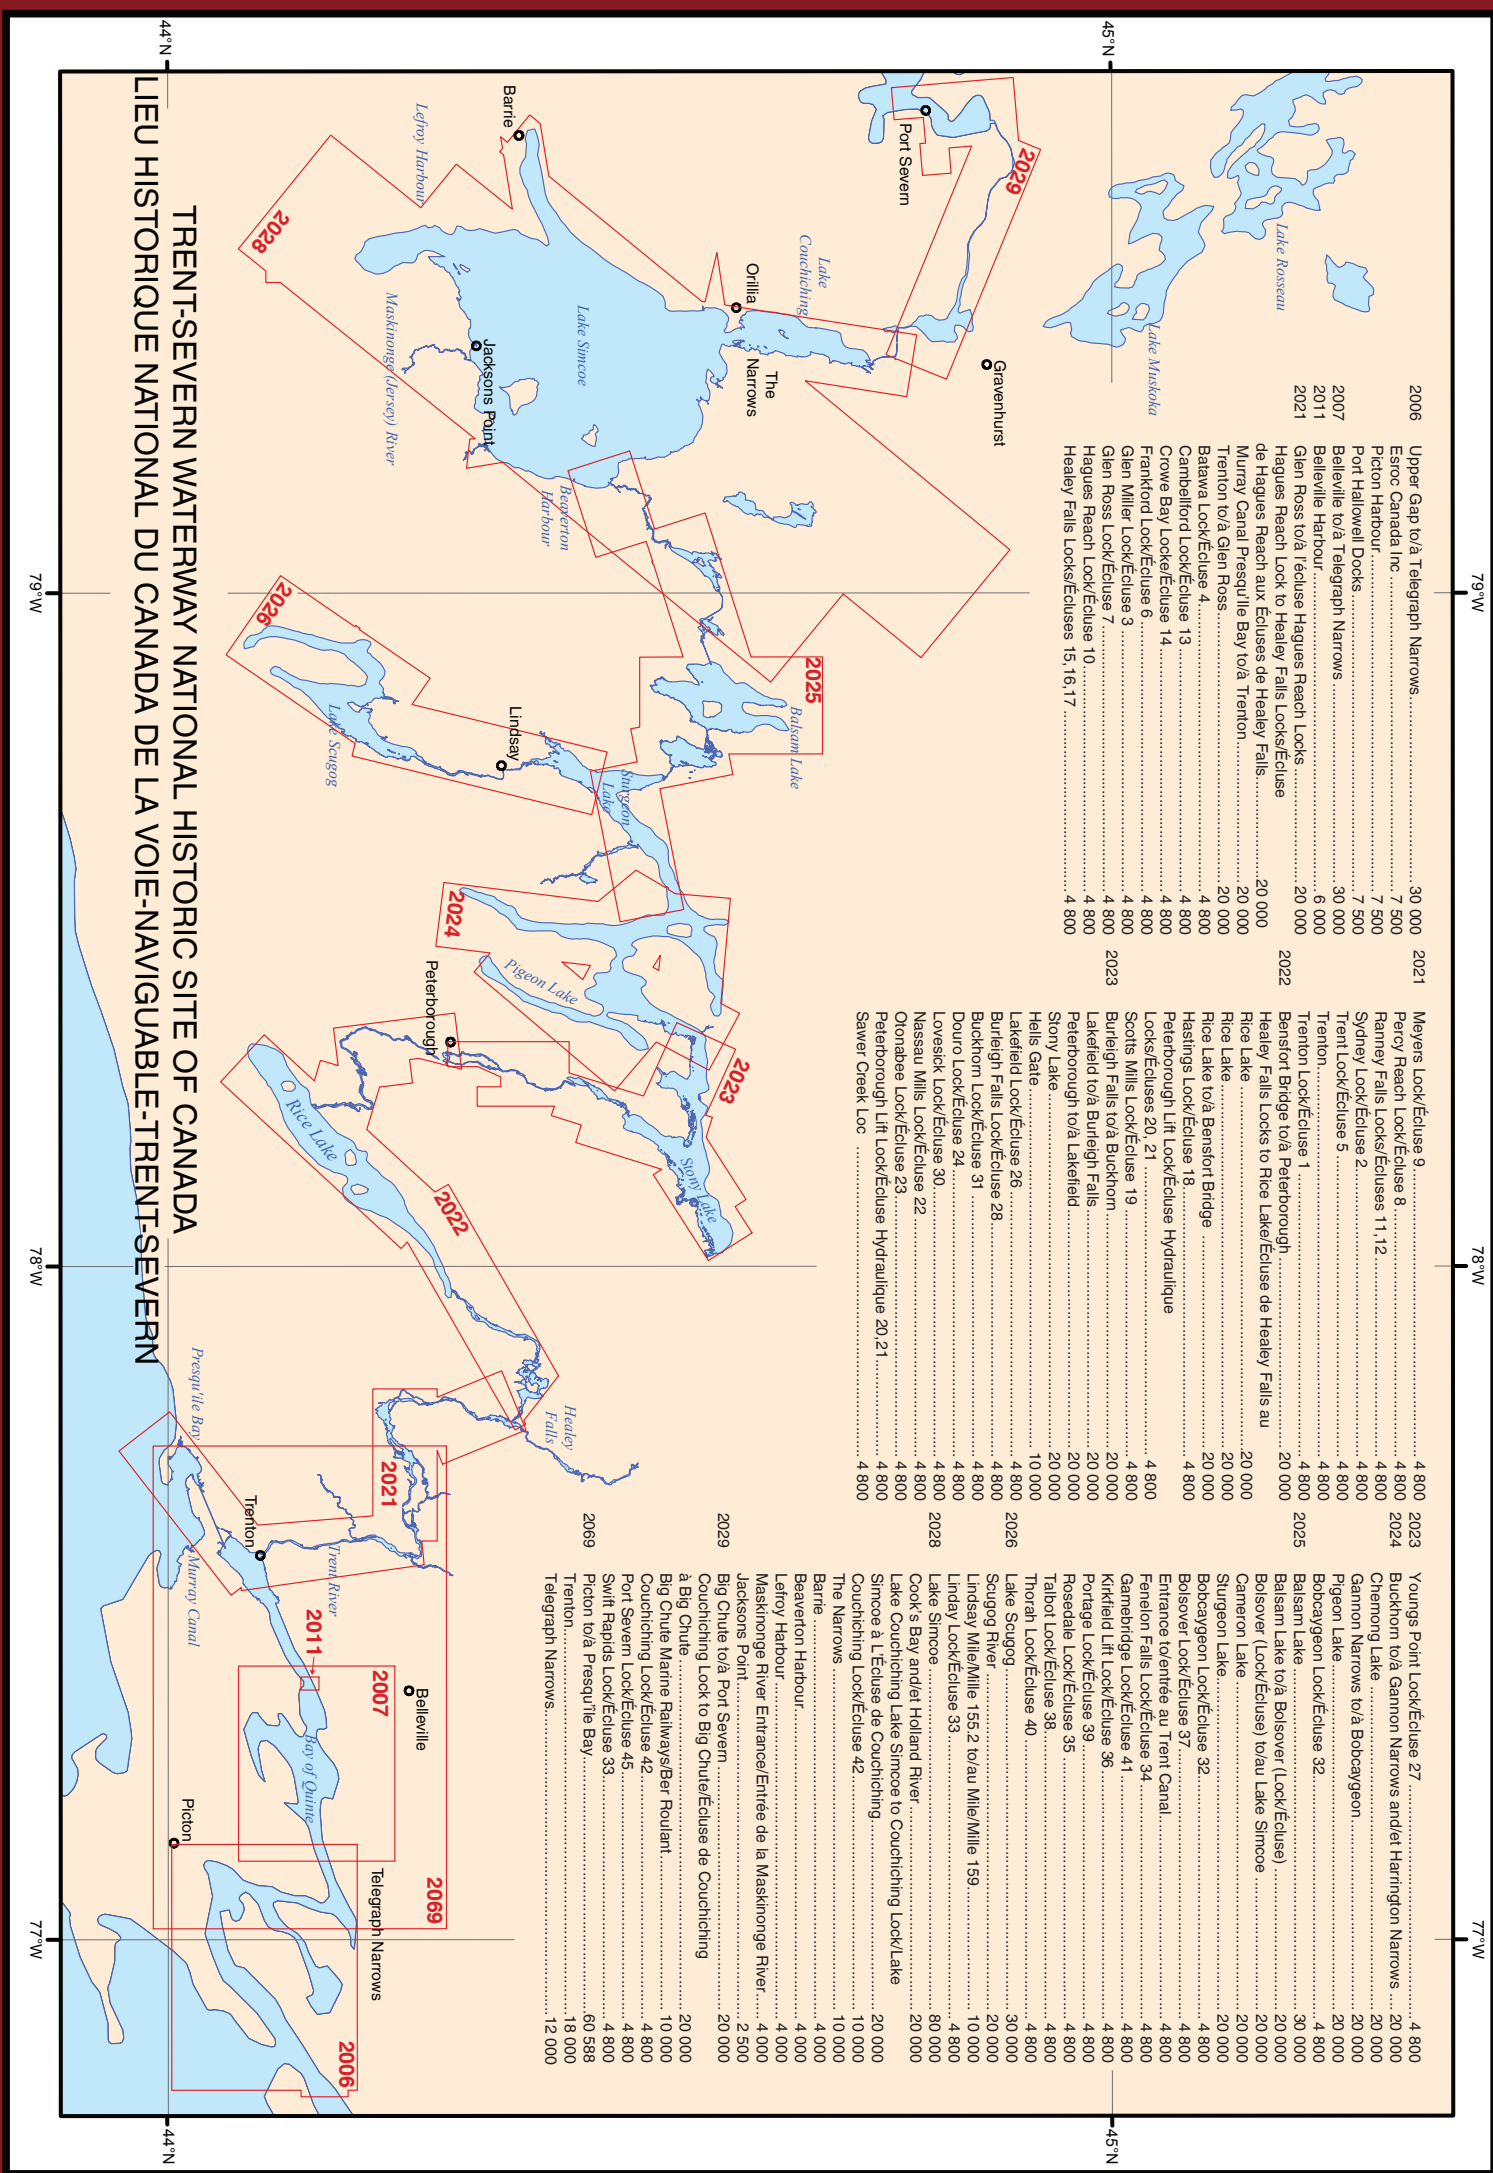 TRENT-SEVERN WATERWAY NATIONAL HISTORIC SITE OF CANADA
LIEU HISTORIQUE NATIONAL DU CANADA DE LA VOIE-NAVIGUABLE-TRENT-SEVERN
2006 Upper Gap to/à Telegraph Narrows 30 000
Esroc Canada Inc 7 500
Picton Harbour 7 500
Port Hallowell Docks 7 500
2007 Belleville to/à Telegraph Narrows 30 000
2011 Belleville Harbour 6 000
2021 Glen Ross to/à l'écluse Hagues Reach Locks 20 000
Hagues Reach Lock to Healey Falls Locks/Écluse
de Hagues Reach aux Écluses de Healey Falls 20 000
Murray Canal Presqu'Ile Bay to/à Trenton 20 000
Trenton to/à Glen Ross 20 000
Batawa Lock/Écluse 4 4 800
Cambellford Lock/Écluse 13 4 800
Crowe Bay Locke/Écluse 14 4 800
Frankford Lock/Écluse 6 4 800
Glen Miller Lock/Écluse 3 4 800
Glen Ross Lock/Écluse 7 4 800
Hagues Reach Lock/Écluse 10 4 800
Healey Falls Locks/Écluses 15,16,17 4 800
2021 Meyers Lock/Écluse 9 4 800
Percy Reach Lock/Écluse 8 4 800
Ranney Falls Locks/Écluses 11,12 4 800
Sydney Lock/Écluse 2 4 800
Trent Lock/Écluse 5 4 800
Trenton 4 800
Trenton Lock/Écluse 1 4 800
2022 Bensfort Bridge to/à Peterborough 20 000
Healey Falls Locks to Rice Lake/Écluse de Healey Falls au
Rice Lake 20 000
Rice Lake 20 000
Rice Lake to/à Bensfort Bridge 20 000
Hastings Lock/Écluse 18 4 800
Peterborough Lift Lock/Écluse Hydraulique
Locks/Écluses 20, 21 4 800
Scotts Mills Lock/Écluse 19 4 800
2023 Burleigh Falls to/à Buckhorn 20 000
Lakefield to/à Burleigh Falls 20 000
Peterborough to/à Lakefield 20 000
Stony Lake 20 000
Hells Gate 10 000
Lakefield Lock/Écluse 26 4 800
Burleigh Falls Lock/Écluse 28 4 800
Buckhorn Lock/Écluse 31 4 800
Douro Lock/Écluse 24 4 800
Lovesick Lock/Écluse 30 4 800
Nassau Mills Lock/Écluse 22 4 800
Otonabee Lock/Écluse 23 4 800
Peterborough Lift Lock/Écluse Hydraulique 20,21 4 800
Sawer Creek Loc 4 800
2023 Youngs Point Lock/Écluse 27 4 800
2024 Buckhorn to/à Gannon Narrows and/et Harrington Narrows 20 000
Chemong Lake 20 000
Gannon Narrows to/à Bobcaygeon 20 000
Pigeon Lake 20 000
Bobcaygeon Lock/Écluse 32 4 800
2025 Balsam Lake 30 000
Balsam Lake to/à Bolsover (Lock/Écluse) 20 000
Bolsover (Lock/Écluse) to/au Lake Simcoe 20 000
Cameron Lake 20 000
Sturgeon Lake 20 000
Bobcaygeon Lock/Écluse 32 4 800
Bolsover Lock/Écluse 37 4 800
Entrance to/entrée au Trent Canal 4 800
Fenelon Falls Lock/Écluse 34 4 800
Gamebridge Lock/Écluse 41 4 800
Kirkfield Lift Lock/Écluse 36 4 800
Portage Lock/Écluse 39 4 800
Rosedale Lock/Écluse 35 4 800
Talbot Lock/Écluse 38 4 800
Thorah Lock/Écluse 40 4 800
2026 Lake Scugog 30 000
Scugog River 20 000
Lindsay Mile/Mille 155.2 to/au Mile/Mille 159 10 000
Linday Lock/Écluse 33 4 800
2028 Lake Simcoe 80 000
Cook's Bay and/et Holland River 20 000
Lake Couchiching Lake Simcoe to Couchiching Lock/Lake
Simcoe à L'Écluse de Couchiching 20 000
Couchiching Lock/Écluse 42 10 000
The Narrows 10 000
Barrie 4 000
Beaverton Harbour 4 000
Lefroy Harbour 4 000
Maskinonge River Entrance/Entrée de la Maskinonge River 4 000
Jacksons Point 2 500
2029 Big Chute to/à Port Severn 20 000
Couchiching Lock to Big Chute/Écluse de Couchiching
à Big Chute 20 000
Big Chute Marine Railways/Ber Roulant 10 000
Couchiching Lock/Écluse 42 4 800
Port Severn Lock/Écluse 45 4 800
Swift Rapids Lock/Écluse 33 4 800
2069 Picton to/à Presqu'île Bay 60 588
Trenton 18 000
Telegraph Narrows 12 000
44°N
45°N
44°N
45°N
79°W
78°W
77°W
79°W
78°W
77°W
Lake Rosseau
Lake Muskoka
2029
Port Severn
Gravenhurst
Lake
Couchiching
Orillia
The
Narrows
Barrie
Lefroy Harbour
2028
Lake Simcoe
Jacksons Point
Maskinonge (Jersey) River
Beaverton
Harbour
2025
Balsam Lake
2026
Lake Scugog
Lindsay
Sturgeon
Lake
2024
Pigeon Lake
2023
Stony Lake
Peterborough
Rice Lake
2022
Healey
Falls
2021
Presqu'ile Bay
Murray Canal
Trenton
Trent River
2011
2007
Belleville
Bay of Quinte
2069
Picton
Telegraph Narrows
2006